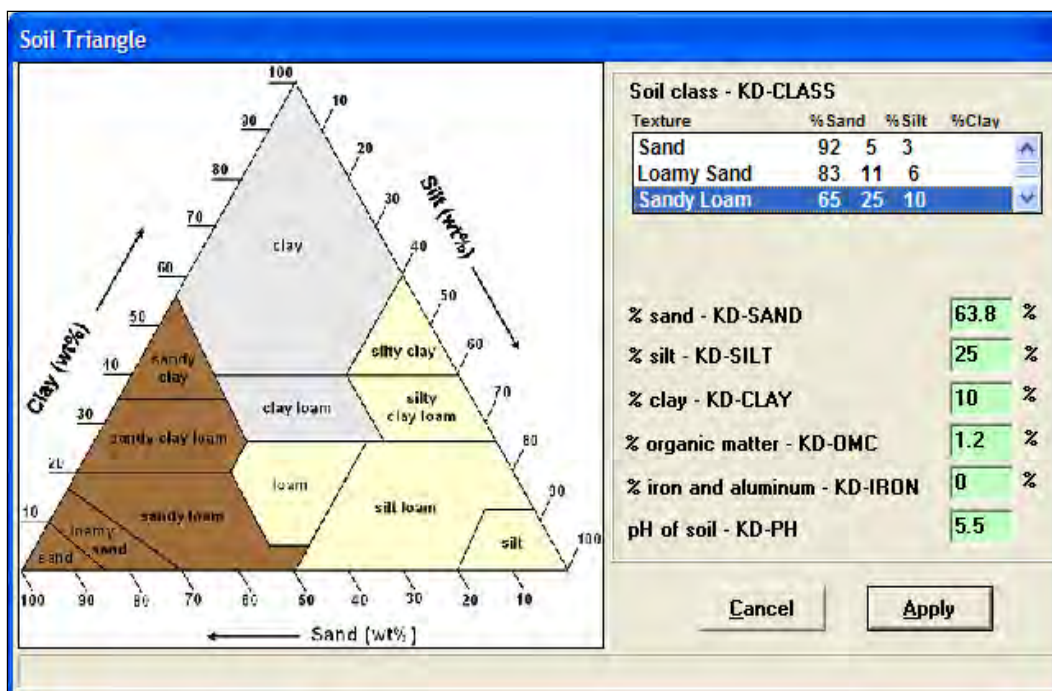 Soil Triangle
100
90
80
70
60
50
40
30
20
10
Clay (wt%)
10
20
30
40
50
60
70
80
90
100
Silt (wt%)
clay
silty clay
sandy
clay
clay loam
silty
clay loam
sandy clay loam
loam
silt loam
sandy loam
loamy
sand
sand
silt
100 90 80 70 60 50 40 30 20 10
Sand (wt%)
Soil class - KD-CLASS
Texture %Sand %Silt %Clay
Sand 92 5 3
Loamy Sand 83 11 6
Sandy Loam 65 25 10
% sand - KD-SAND 63.8 %
% silt - KD-SILT 25 %
% clay - KD-CLAY 10 %
% organic matter - KD-OMC 1.2 %
% iron and aluminum - KD-IRON 0 %
pH of soil - KD-PH 5.5
Cancel Apply